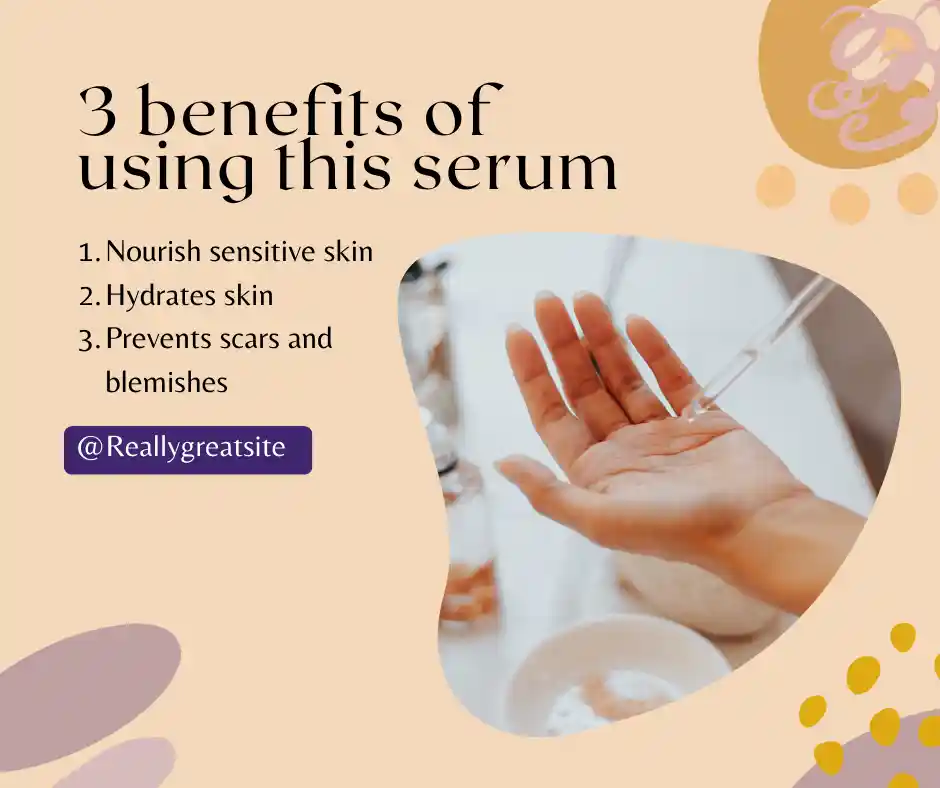 3 benefits of
using this serum
1. Nourish sensitive skin
2. Hydrates skin
3. Prevents scars and
blemishes
@Reallygreatsite